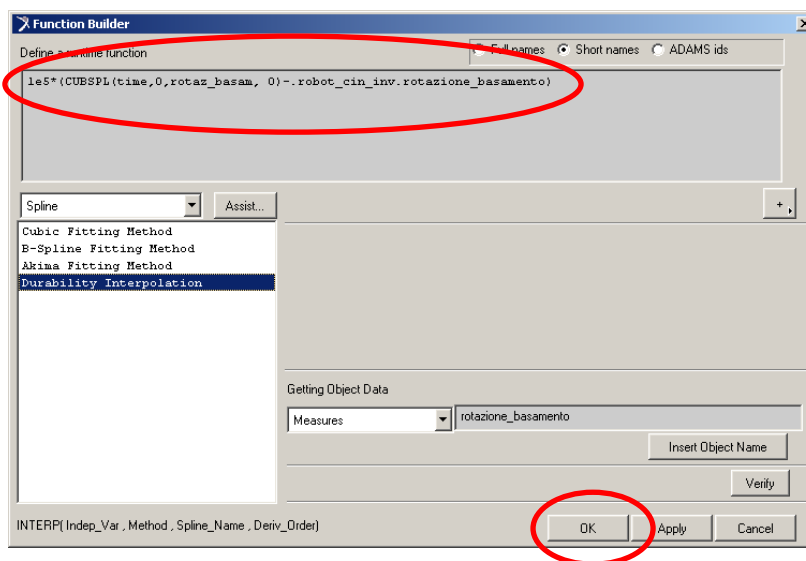 Function Builder
Define a runtime function
Full names Short names ADAMS ids
1e5*(CUBSPL(time,0,rotaz_basam, 0)-.robot_cin_inv.rotazione_basamento)
Spline Assist... +
Cubic Fitting Method
B-Spline Fitting Method
Akima Fitting Method
Durability Interpolation
Getting Object Data
Measures rotazione_basamento
Insert Object Name
Verify
INTERP( Indep_Var , Method , Spline_Name , Deriv_Order) OK Apply Cancel